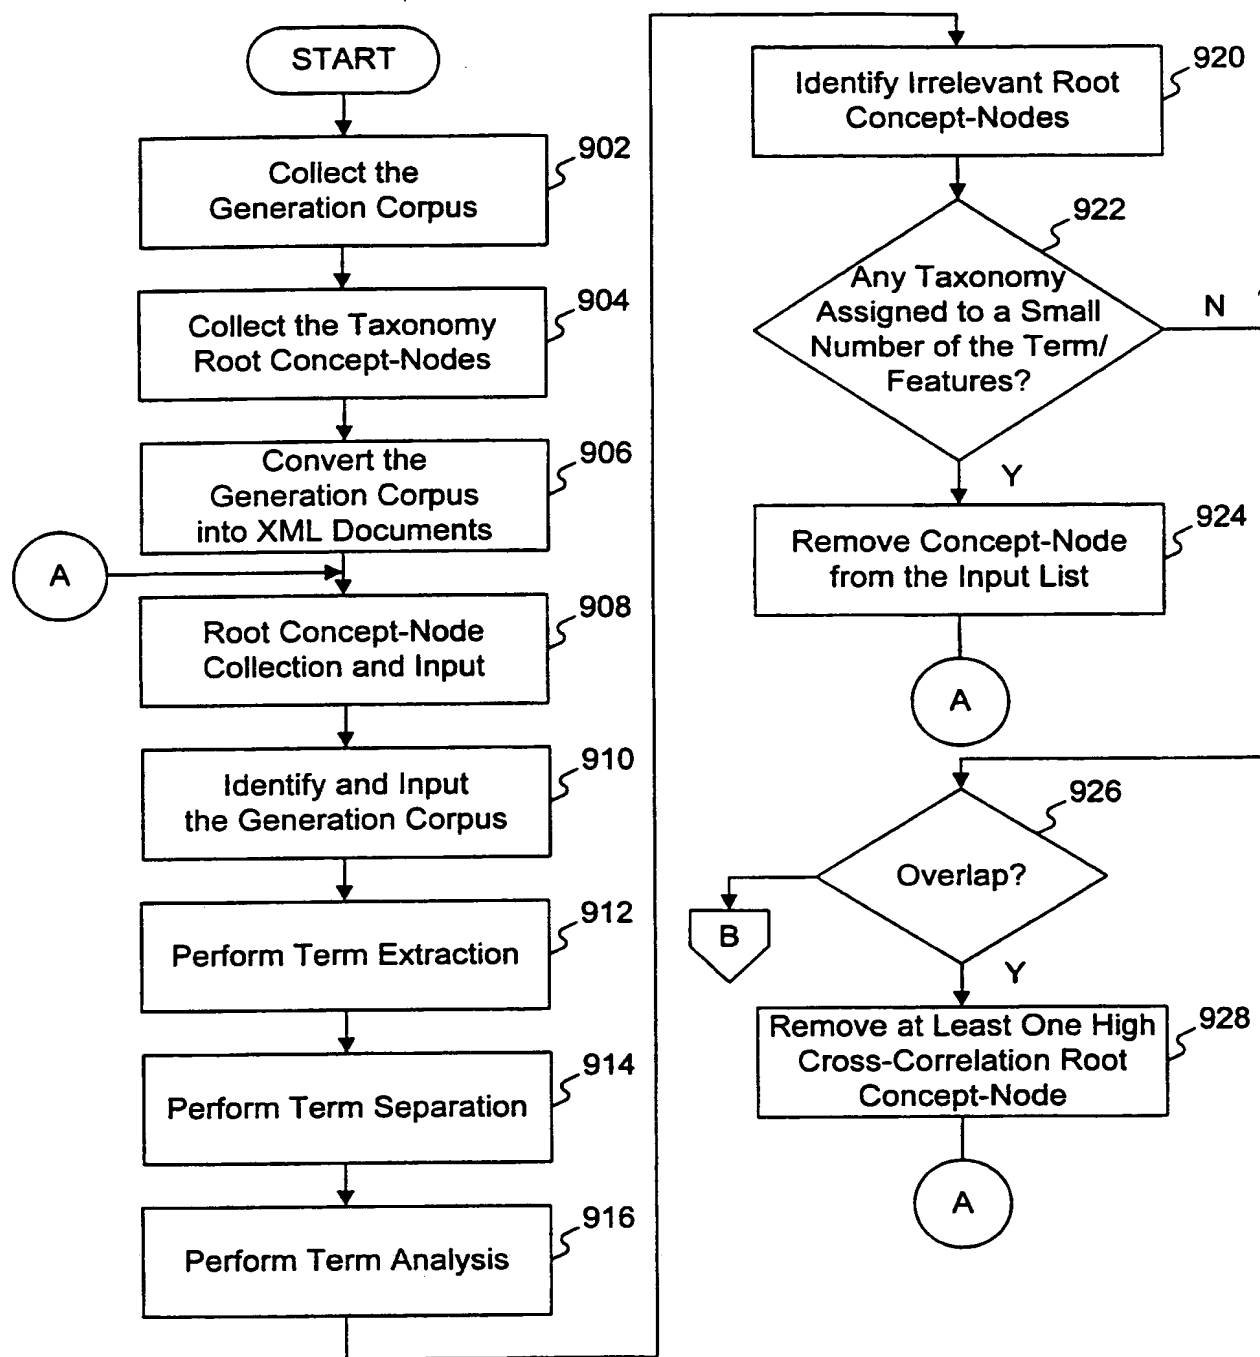 START
902
Collect the
Generation Corpus
904
Collect the Taxonomy
Root Concept-Nodes
906
Convert the
Generation Corpus
into XML Documents
A
908
Root Concept-Node
Collection and Input
910
Identify and Input
the Generation Corpus
912
Perform Term Extraction
914
Perform Term Separation
916
Perform Term Analysis
920
Identify Irrelevant Root
Concept-Nodes
922
Any Taxonomy
Assigned to a Small
Number of the Term/
Features?
N
Y
924
Remove Concept-Node
from the Input List
A
926
Overlap?
B
Y
928
Remove at Least One High
Cross-Correlation Root
Concept-Node
A